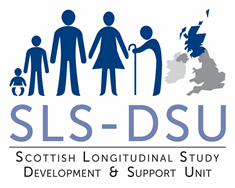 SLS-DSU
Scottish Longitudinal Study
Development & Support Unit